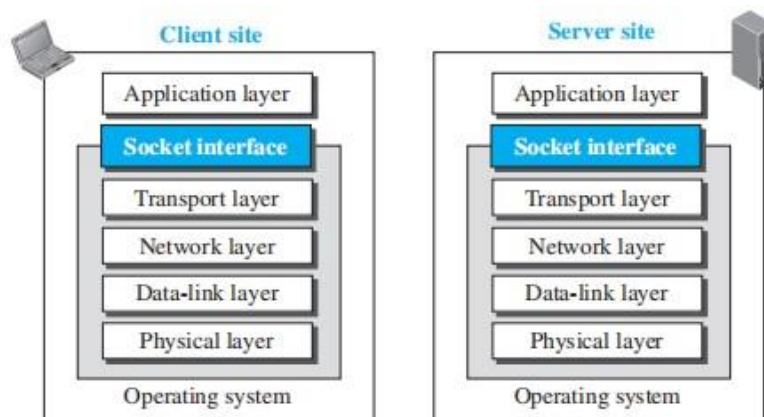 Client site
Application layer
Socket interface
Transport layer
Network layer
Data-link layer
Physical layer
Operating system
Server site
Application layer
Socket interface
Transport layer
Network layer
Data-link layer
Physical layer
Operating system